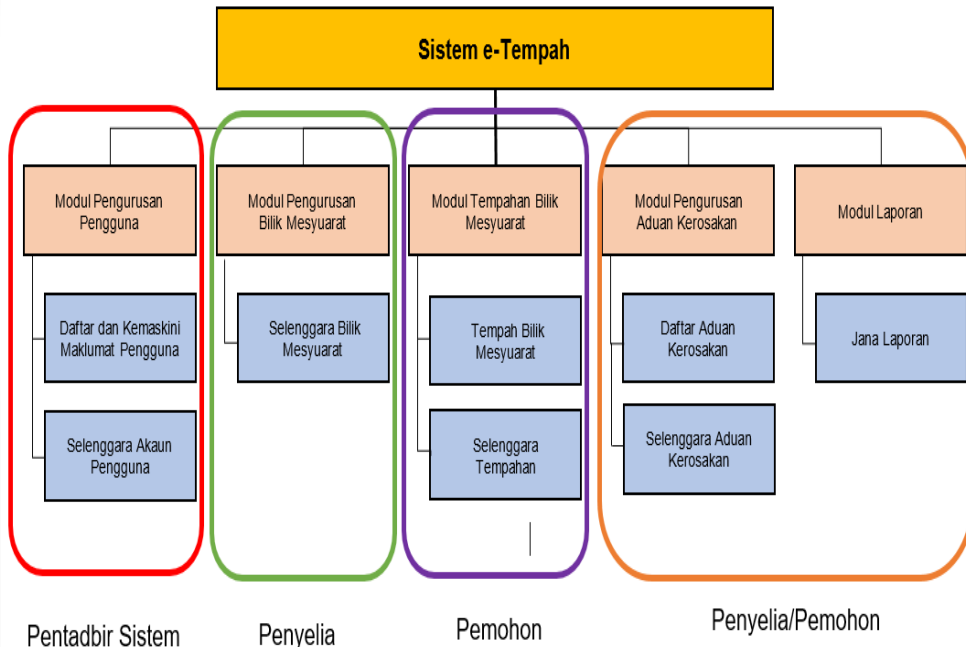 Sistem e-Tempah
Modul Pengurusan
Pengguna
Modul Pengurusan
Bilik Mesyuarat
Modul Tempahan Bilik
Mesyuarat
Modul Pengurusan
Aduan Kerosakan
Modul Laporan
Daftar dan Kemaskini
Maklumat Pengguna
Selenggara Bilik
Mesyuarat
Tempah Bilik
Mesyuarat
Daftar Aduan
Kerosakan
Jana Laporan
Selenggara Akaun
Pengguna
Selenggara
Tempahan
Selenggara Aduan
Kerosakan
Pentadbir Sistem
Penyelia
Pemohon
Penyelia/Pemohon